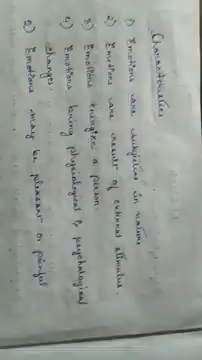 Characteristics
1) Emotions are subjective in nature
2) Emotions are result of external stimulus.
3) Emotions energize a person
4) Emotions bring physiological & psychological
changes.
5) Emotions may be pleasant or painful